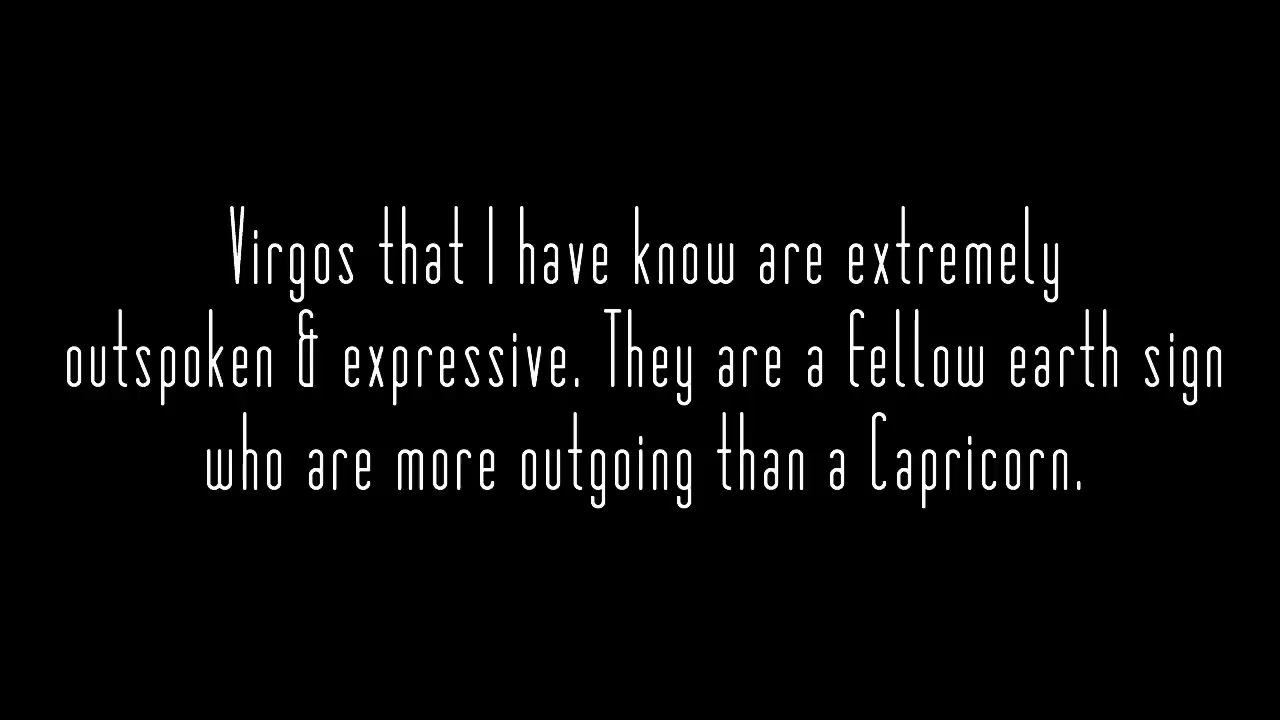 Virgos that I have know are extremely
outspoken & expressive. They are a fellow earth sign
who are more outgoing than a Capricorn.